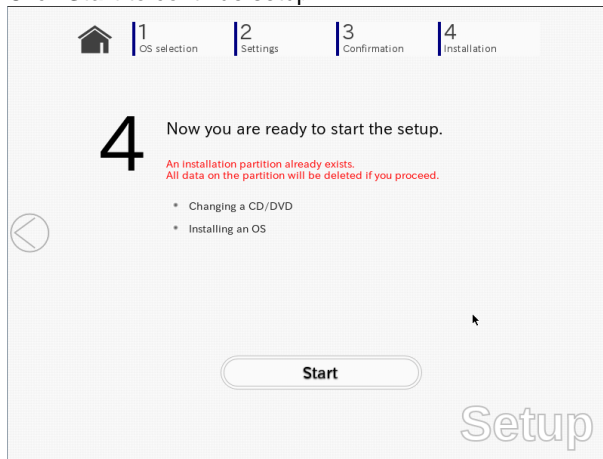 1
OS selection
2
Settings
3
Confirmation
4
Installation
4
Now you are ready to start the setup.
An installation partition already exists.
All data on the partition will be deleted if you proceed.
Changing a CD/DVD
Installing an OS
Start
Setup